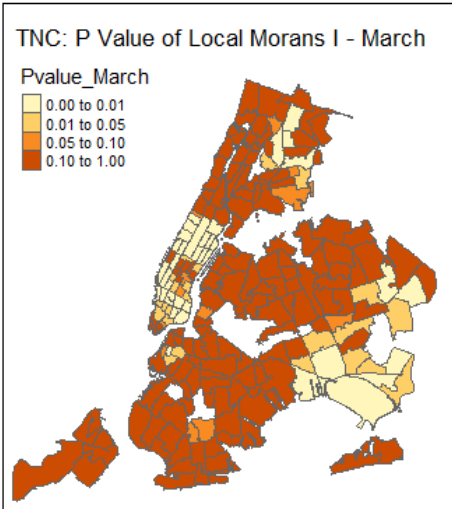 TNC: P Value of Local Morans I - March
Pvalue_March
0.00 to 0.01
0.01 to 0.05
0.05 to 0.10
0.10 to 1.00